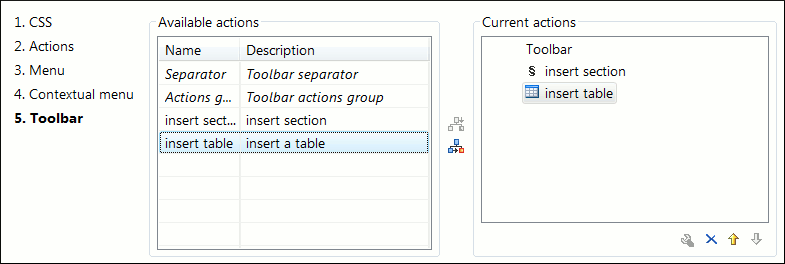 1. CSS
2. Actions
3. Menu
4. Contextual menu
5. Toolbar
Available actions
Name Description
Separator Toolbar separator
Actions g... Toolbar actions group
insert sect... insert section
insert table insert a table
Current actions
Toolbar
§ insert section
insert table